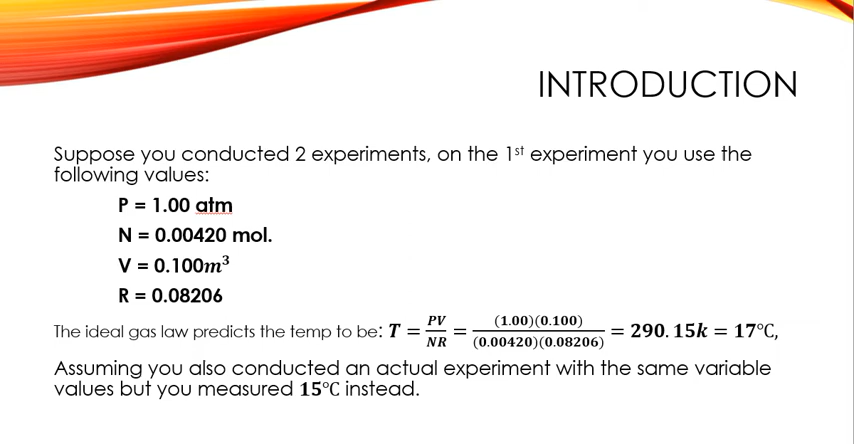 INTRODUCTION
Suppose you conducted 2 experiments, on the 1st experiment you use the
following values:
P = 1.00 atm
N = 0.00420 mol.
V = 0.100m³
R = 0.08206
The ideal gas law predicts the temp to be: T = PV/NR = (1.00)(0.100)/(0.00420)(0.08206) = 290.15k = 17°C,
Assuming you also conducted an actual experiment with the same variable
values but you measured 15°C instead.